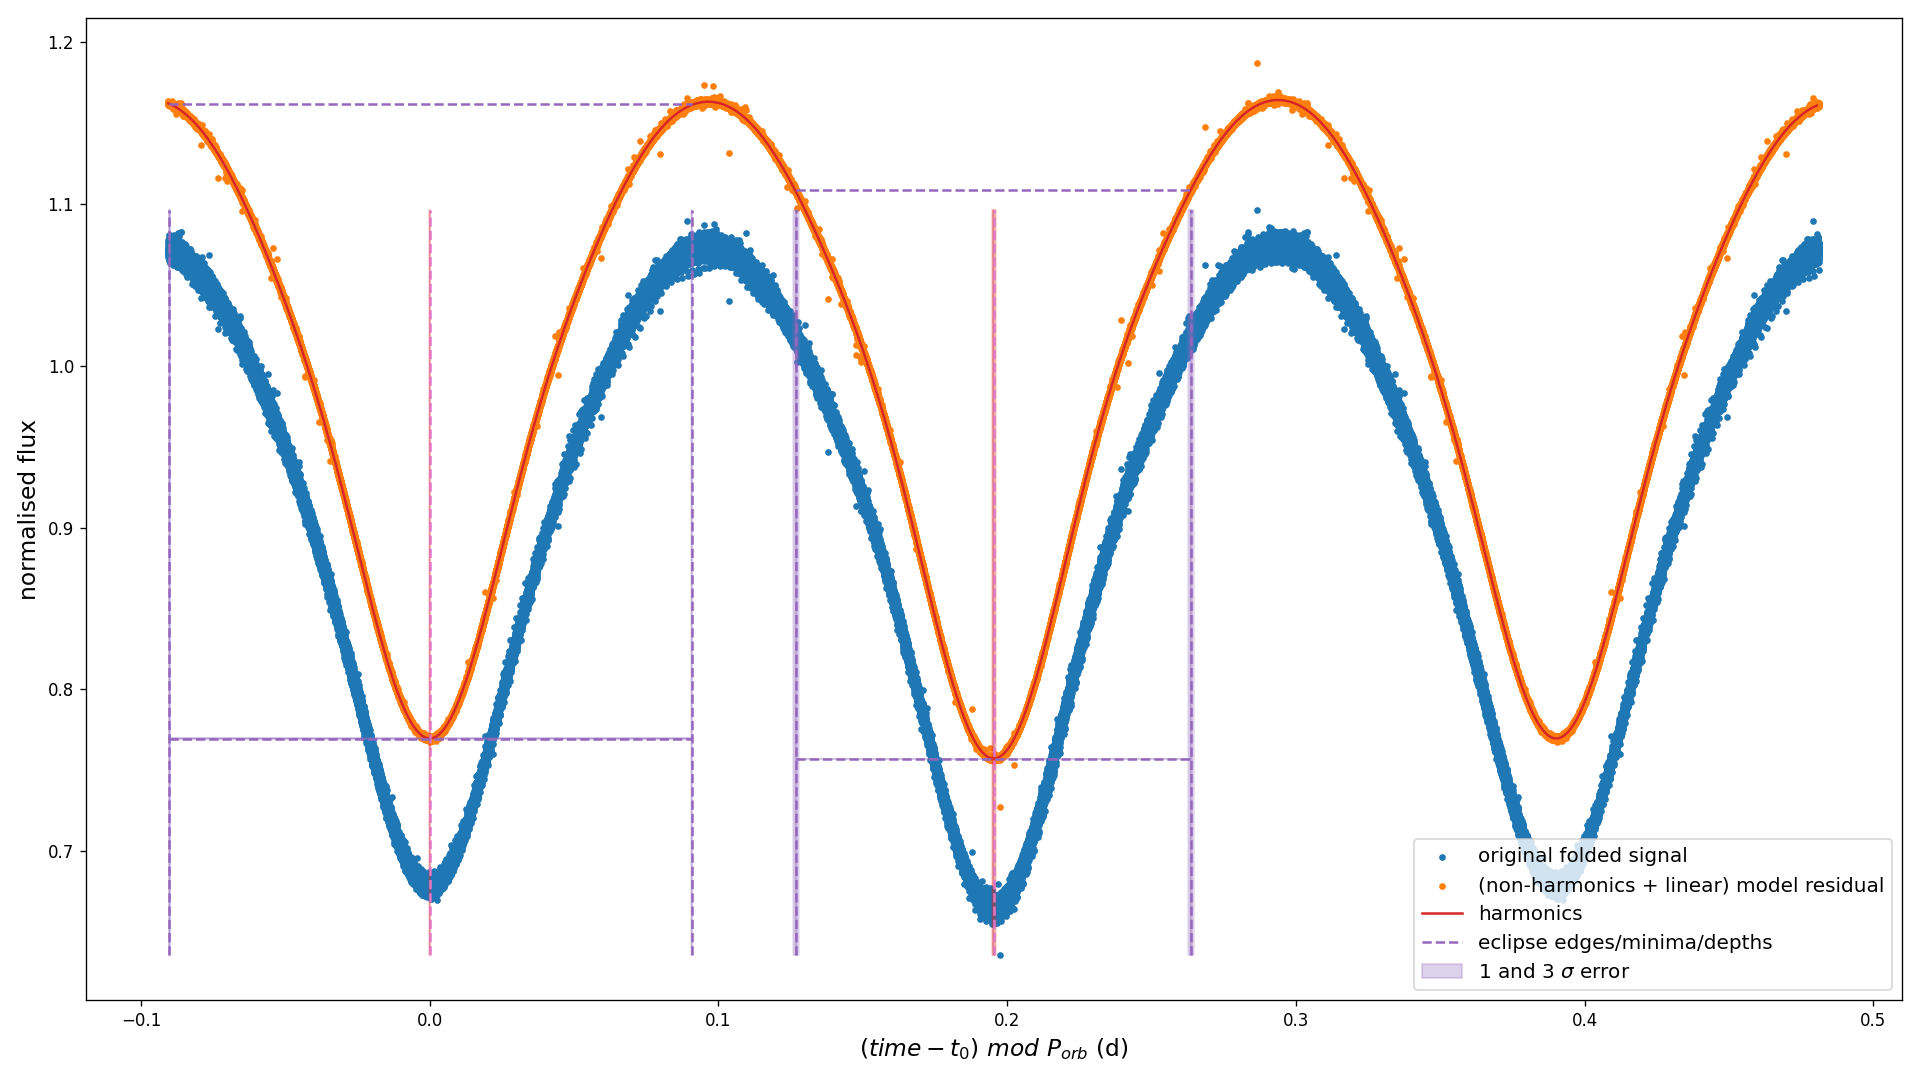 1.2
1.1
1.0
0.9
0.8
0.7
normalised flux
−0.1 0.0 0.1 0.2 0.3 0.4 0.5
(time − t₀) mod Pₒᵣb (d)
original folded signal
(non-harmonics + linear) model residual
harmonics
eclipse edges/minima/depths
1 and 3 σ error